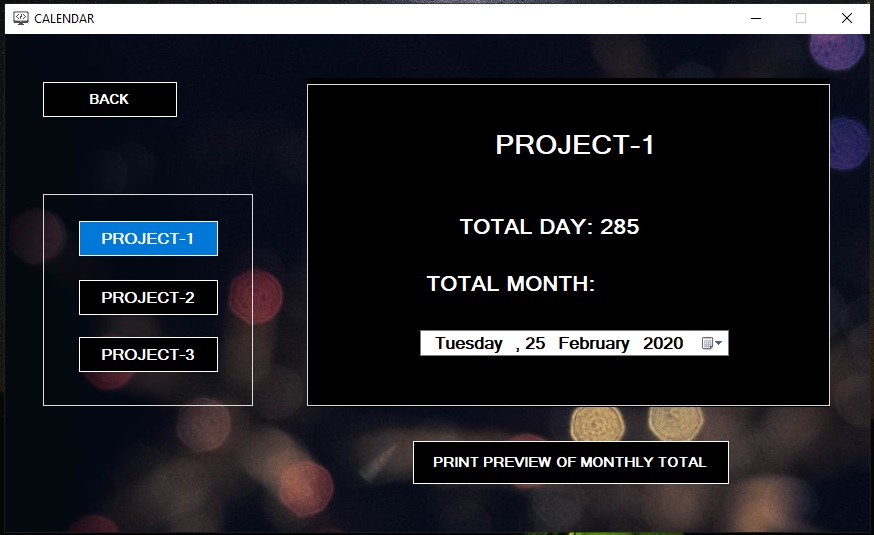 CALENDAR
BACK
PROJECT-1
PROJECT-2
PROJECT-3
PROJECT-1
TOTAL DAY: 285
TOTAL MONTH:
Tuesday , 25 February 2020
PRINT PREVIEW OF MONTHLY TOTAL